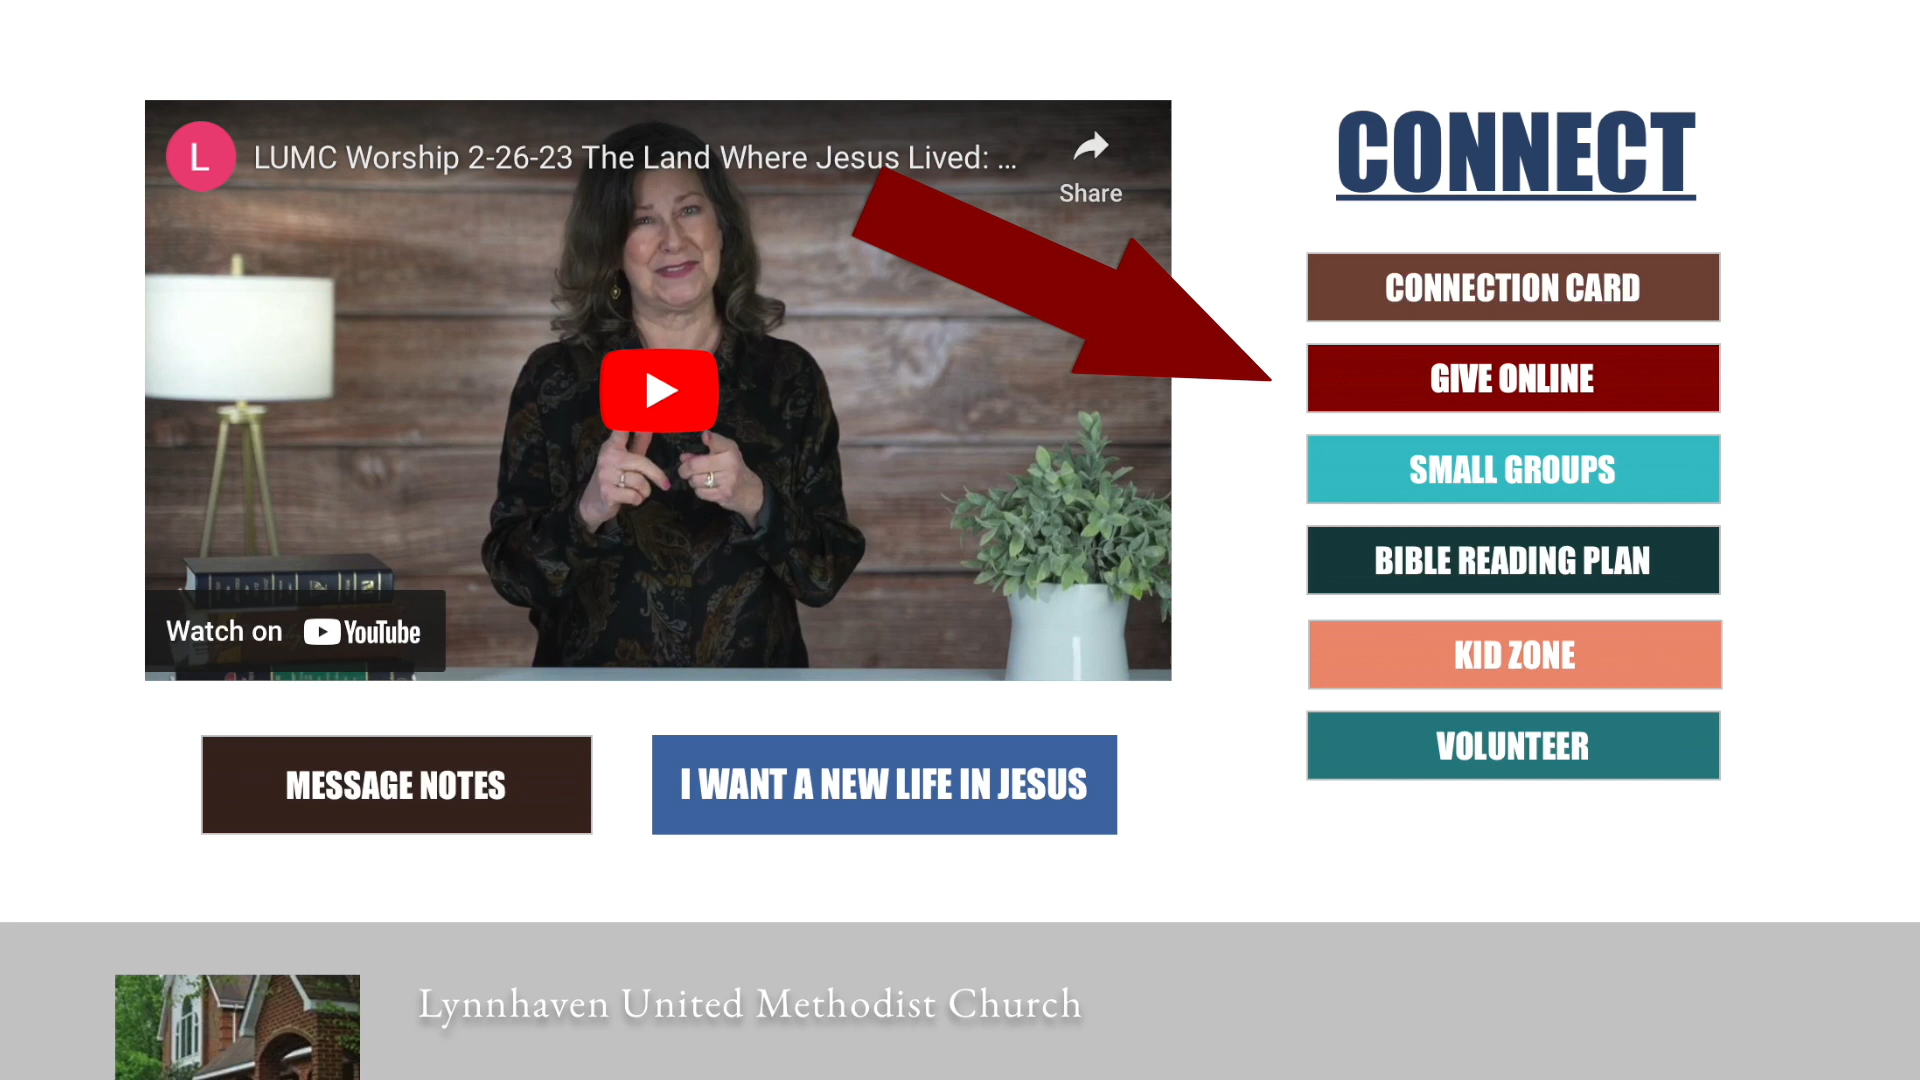 L
LUMC Worship 2-26-23 The Land Where Jesus Lived: ...
Share
Watch on YouTube
MESSAGE NOTES
I WANT A NEW LIFE IN JESUS
CONNECT
CONNECTION CARD
GIVE ONLINE
SMALL GROUPS
BIBLE READING PLAN
KID ZONE
VOLUNTEER
Lynnhaven United Methodist Church